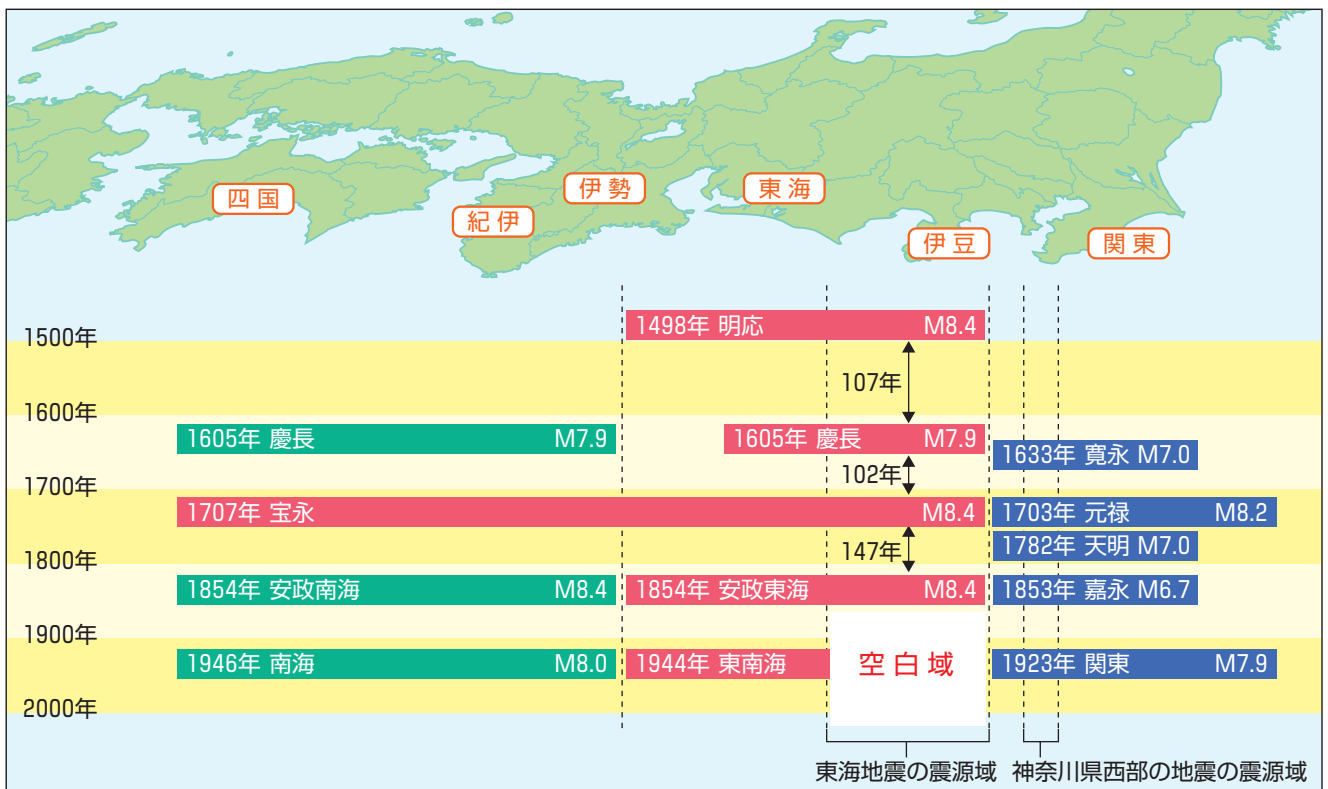 四国
紀伊
伊勢
東海
伊豆
関東
1498年 明応 M8.4
1500年
107年
1600年
1605年 慶長 M7.9
1605年 慶長 M7.9
1633年 寛永 M7.0
102年
1700年
1707年 宝永 M8.4
1703年 元禄 M8.2
147年
1782年 天明 M7.0
1800年
1854年 安政南海 M8.4
1854年 安政東海 M8.4
1853年 嘉永 M6.7
1900年
1946年 南海 M8.0
1944年 東南海
空白域
1923年 関東 M7.9
2000年
東海地震の震源域
神奈川県西部の地震の震源域